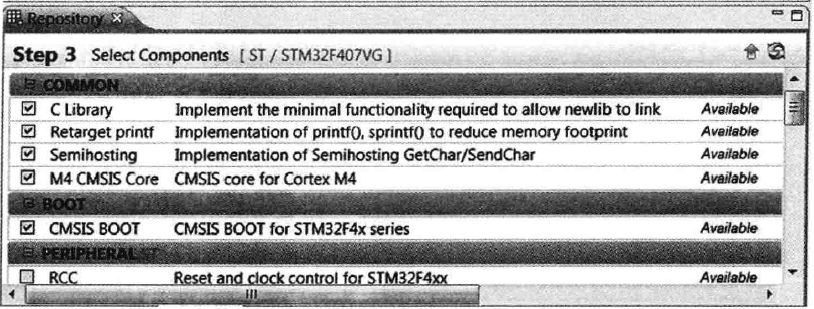 Repository
Step 3 Select Components [ ST / STM32F407VG ]
COMMON
C Library Implement the minimal functionality required to allow newlib to link Available
Retarget printf Implementation of printf(), sprintf() to reduce memory footprint Available
Semihosting Implementation of Semihosting GetChar/SendChar Available
M4 CMSIS Core CMSIS core for Cortex M4 Available
BOOT
CMSIS BOOT CMSIS BOOT for STM32F4x series Available
PERIPHERAL.ST
RCC Reset and clock control for STM32F4xx Available